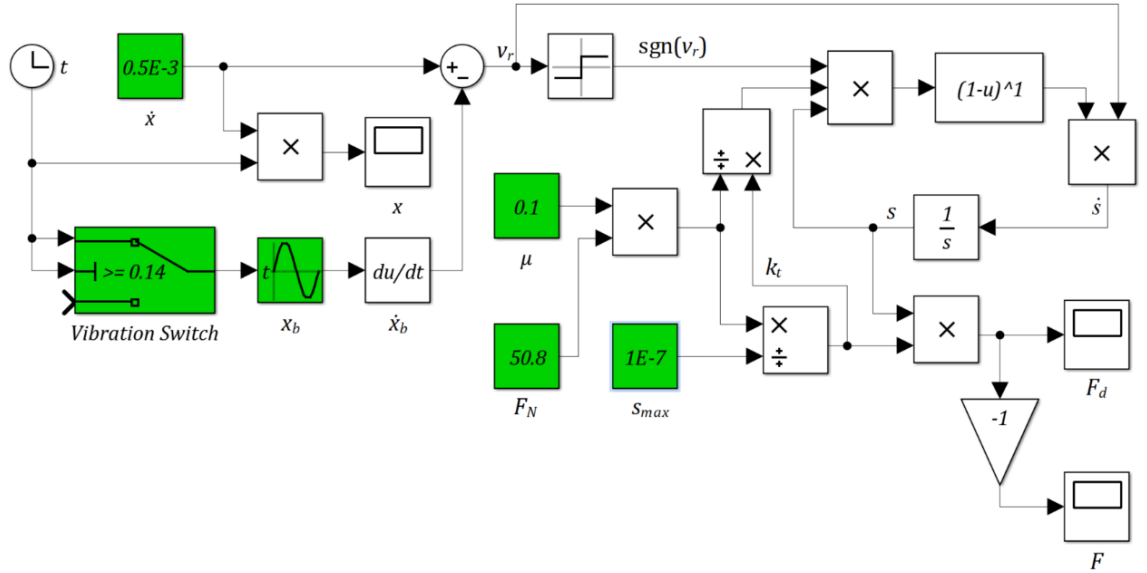 t
0.5E-3
ẋ
×
x
>= 0.14
Vibration Switch
t
x_b
du/dt
ẋ_b
+
−
v_r
sgn(v_r)
×
(1-u)^1
×
ṡ
÷ ×
0.1
μ
×
50.8
F_N
1E-7
s_max
k_t
×
÷
s
1
s
×
F_d
-1
F